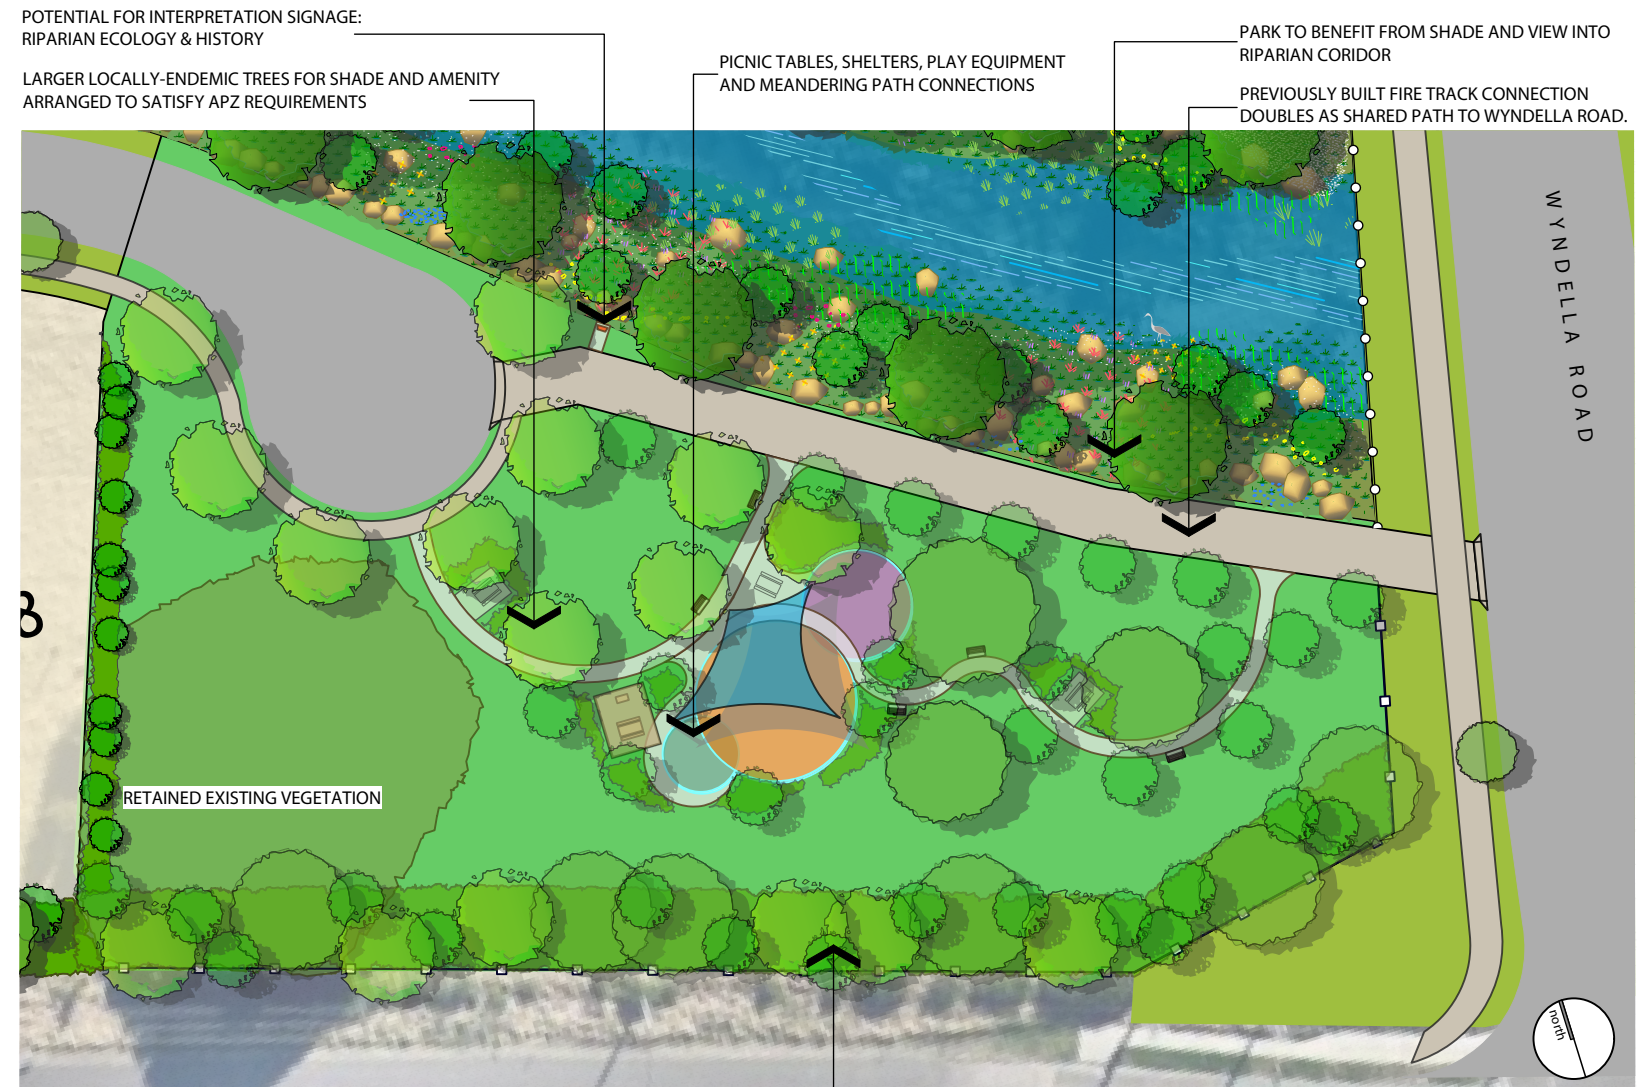 POTENTIAL FOR INTERPRETATION SIGNAGE:
RIPARIAN ECOLOGY & HISTORY
LARGER LOCALLY-ENDEMIC TREES FOR SHADE AND AMENITY
ARRANGED TO SATISFY APZ REQUIREMENTS
PICNIC TABLES, SHELTERS, PLAY EQUIPMENT
AND MEANDERING PATH CONNECTIONS
PARK TO BENEFIT FROM SHADE AND VIEW INTO
RIPARIAN CORIDOR
PREVIOUSLY BUILT FIRE TRACK CONNECTION
DOUBLES AS SHARED PATH TO WYNDELLA ROAD.
WYNDELLA ROAD
8
RETAINED EXISTING VEGETATION
north